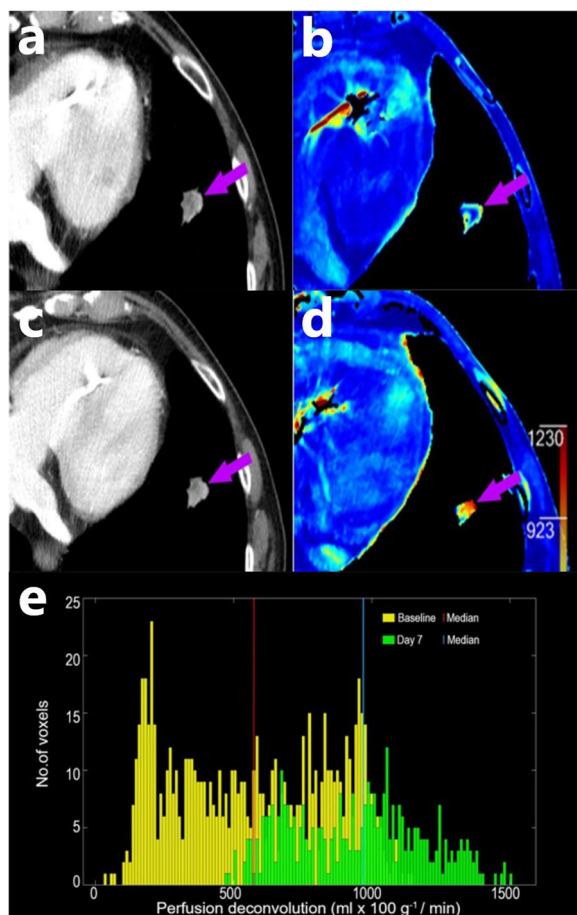 a
b
c
d
1230
923
e
25
20
15
10
5
0
No.of voxels
Baseline
Median
Day 7
Median
0
500
1000
1500
Perfusion deconvolution (ml x 100 g⁻¹ / min)